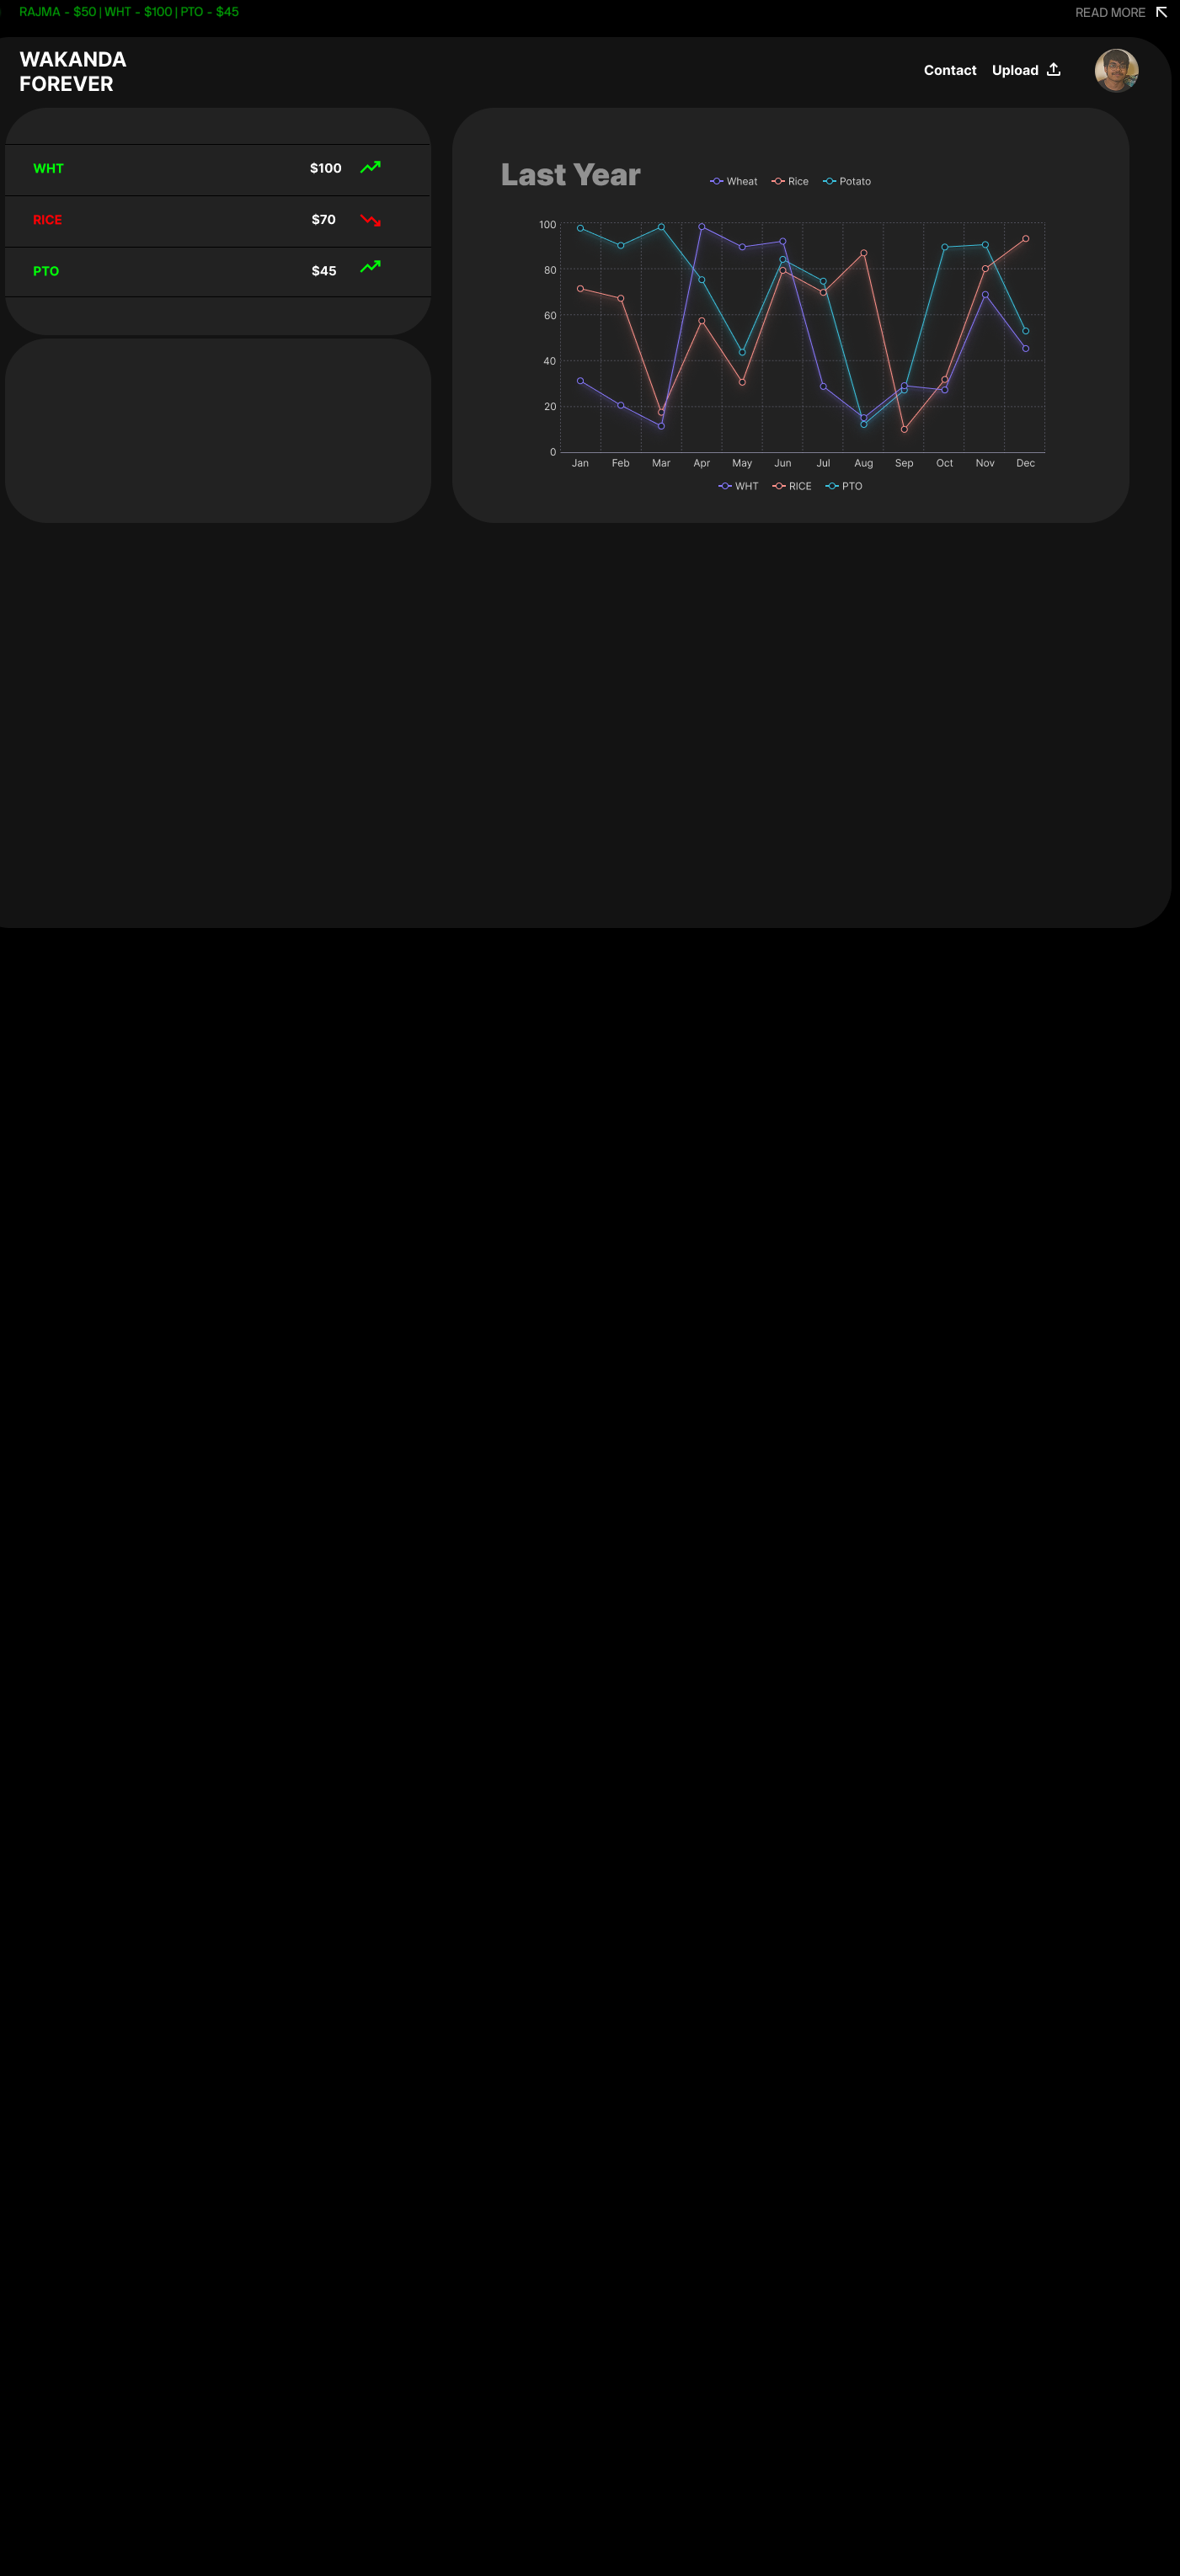 RAJMA - $50 | WHT - $100 | PTO - $45
READ MORE
WAKANDA
FOREVER
Contact
Upload
WHT $100
RICE $70
PTO $45
Last Year
Wheat Rice Potato
100
80
60
40
20
0
Jan Feb Mar Apr May Jun Jul Aug Sep Oct Nov Dec
WHT RICE PTO